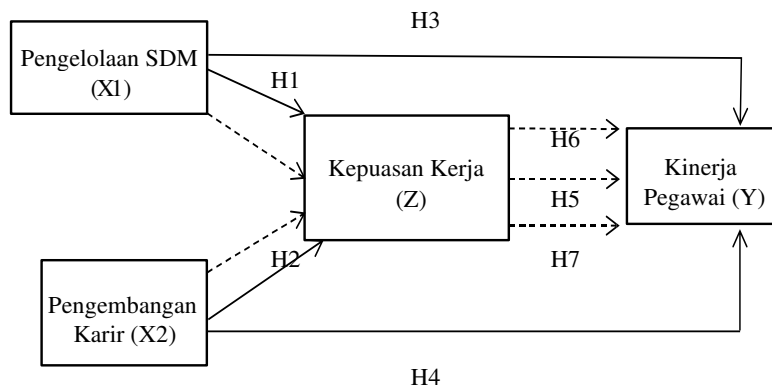 H3
Pengelolaan SDM
(X1)
H1
Kepuasan Kerja
(Z)
H6
H5
H7
Kinerja
Pegawai (Y)
H2
Pengembangan
Karir (X2)
H4